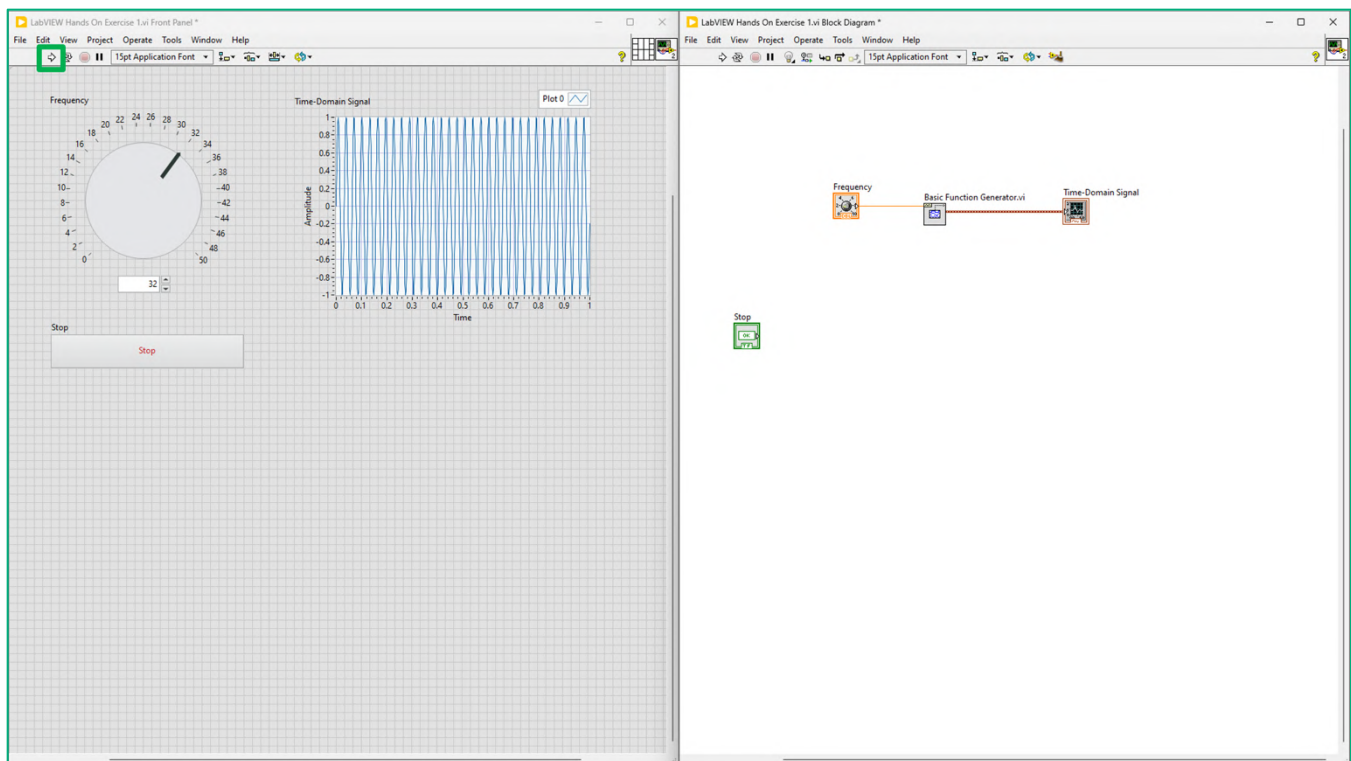 LabVIEW Hands On Exercise 1.vi Front Panel *
File Edit View Project Operate Tools Window Help
15pt Application Font
2
Frequency
0 2 4 6 8 10 12 14 16 18 20 22 24 26 28 30 32 34 36 38 40 42 44 46 48 50
32
Time-Domain Signal
Plot 0
Amplitude
1
0.8
0.6
0.4
0.2
0
-0.2
-0.4
-0.6
-0.8
-1
0 0.1 0.2 0.3 0.4 0.5 0.6 0.7 0.8 0.9 1
Time
Stop
Stop
LabVIEW Hands On Exercise 1.vi Block Diagram *
File Edit View Project Operate Tools Window Help
15pt Application Font
2
Frequency
Basic Function Generator.vi
Time-Domain Signal
Stop
OK